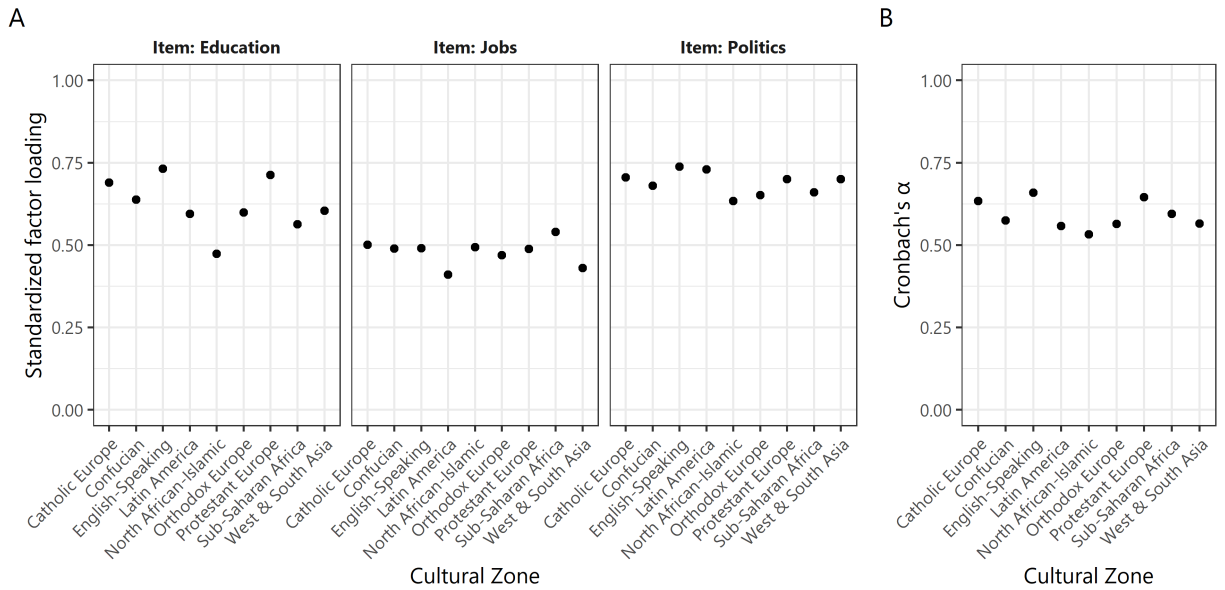 A
B
Item: Education
Item: Jobs
Item: Politics
Standardized factor loading
1.00
0.75
0.50
0.25
0.00
Catholic Europe
Confucian
English-Speaking
Latin America
North African-Islamic
Orthodox Europe
Protestant Europe
Sub-Saharan Africa
West & South Asia
Catholic Europe
Confucian
English-Speaking
Latin America
North African-Islamic
Orthodox Europe
Protestant Europe
Sub-Saharan Africa
West & South Asia
Catholic Europe
Confucian
English-Speaking
Latin America
North African-Islamic
Orthodox Europe
Protestant Europe
Sub-Saharan Africa
West & South Asia
Cultural Zone
Cronbach's α
1.00
0.75
0.50
0.25
0.00
Catholic Europe
Confucian
English-Speaking
Latin America
North African-Islamic
Orthodox Europe
Protestant Europe
Sub-Saharan Africa
West & South Asia
Cultural Zone